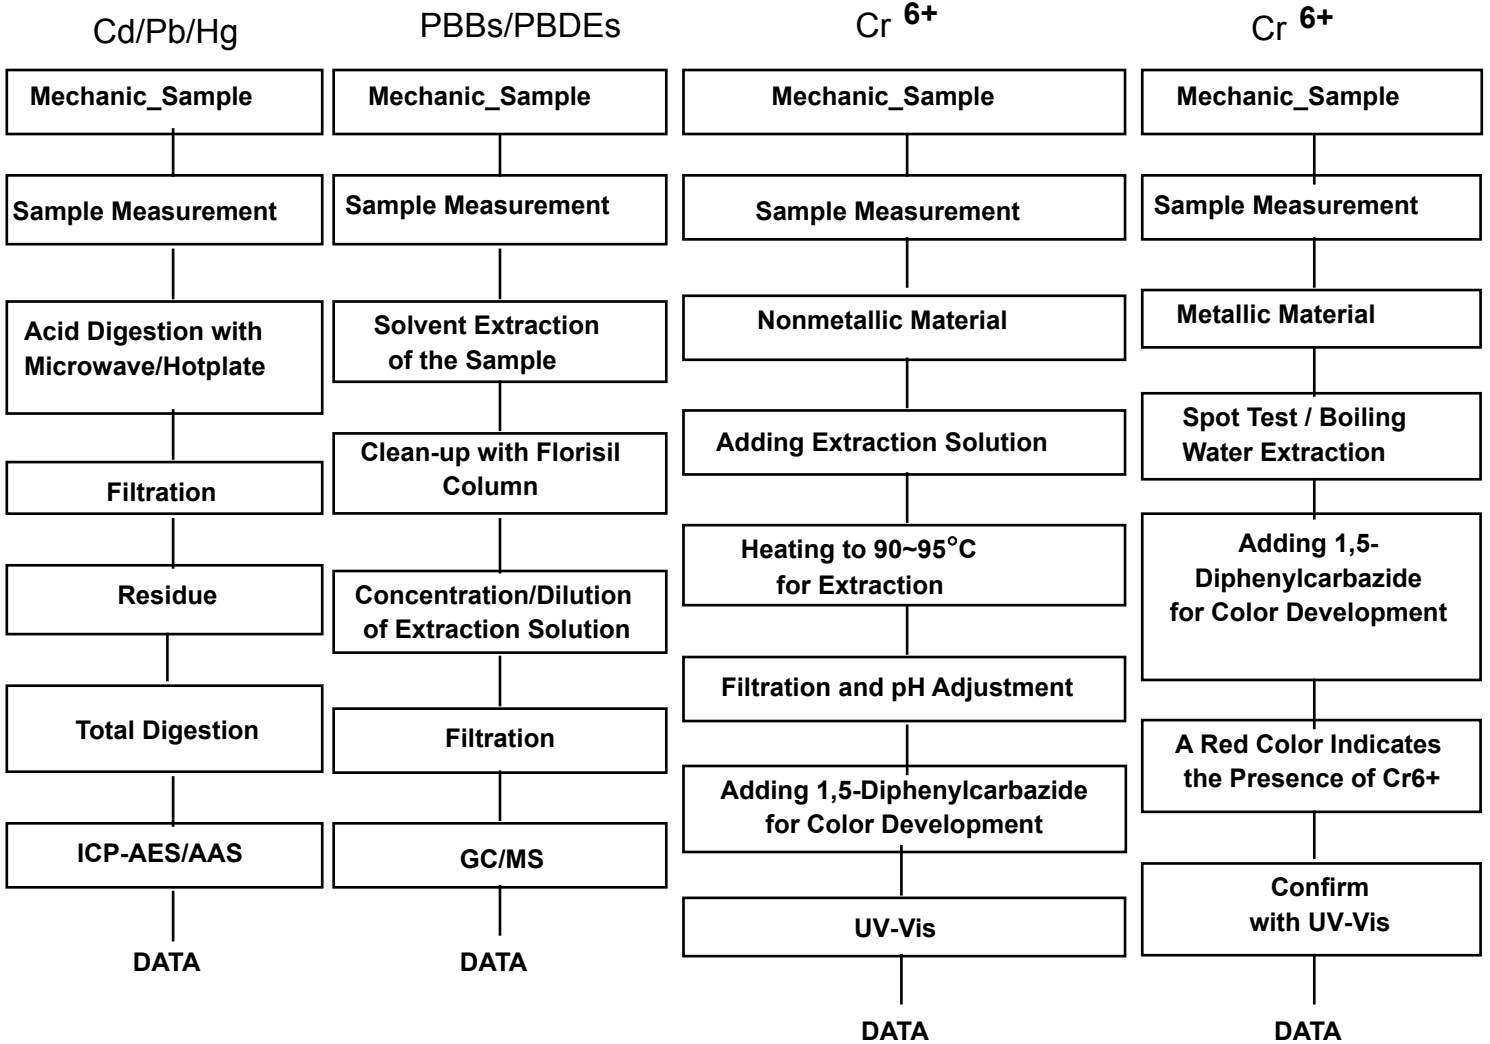 Cd/Pb/Hg
Mechanic_Sample
Sample Measurement
Acid Digestion with
Microwave/Hotplate
Filtration
Residue
Total Digestion
ICP-AES/AAS
DATA
PBBs/PBDEs
Mechanic_Sample
Sample Measurement
Solvent Extraction
of the Sample
Clean-up with Florisil
Column
Concentration/Dilution
of Extraction Solution
Filtration
GC/MS
DATA
Cr 6+
Mechanic_Sample
Sample Measurement
Nonmetallic Material
Adding Extraction Solution
Heating to 90~95°C
for Extraction
Filtration and pH Adjustment
Adding 1,5-Diphenylcarbazide
for Color Development
UV-Vis
DATA
Cr 6+
Mechanic_Sample
Sample Measurement
Metallic Material
Spot Test / Boiling
Water Extraction
Adding 1,5-
Diphenylcarbazide
for Color Development
A Red Color Indicates
the Presence of Cr6+
Confirm
with UV-Vis
DATA